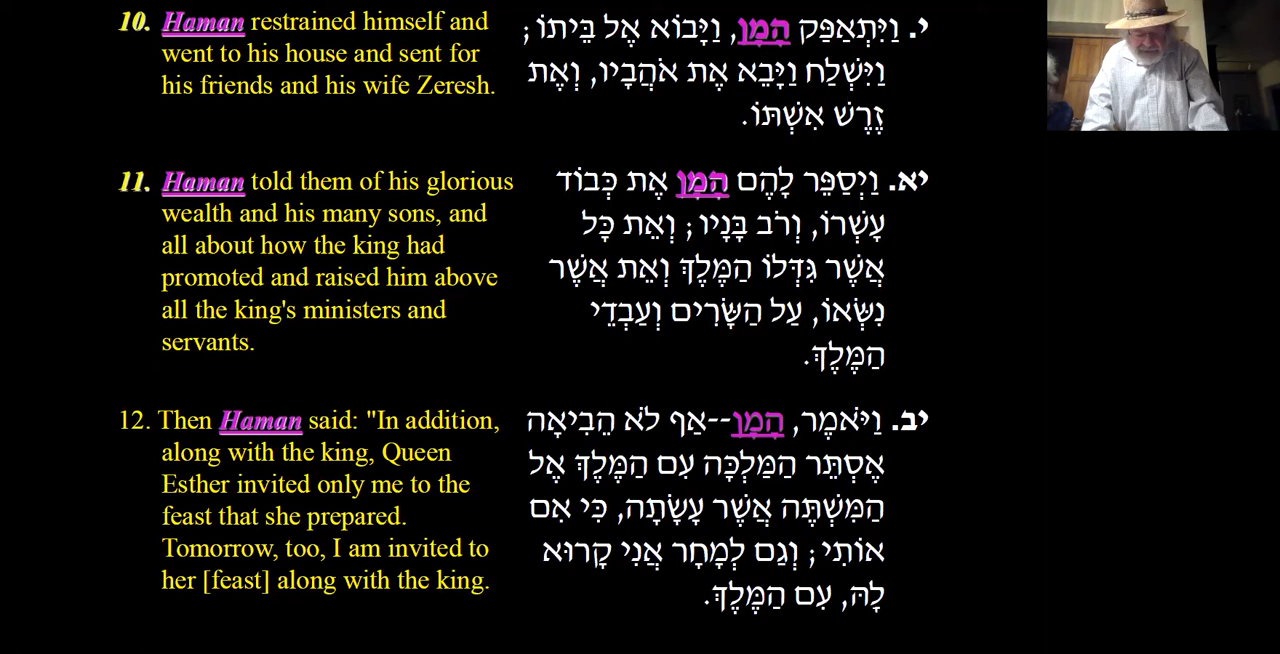 10. Haman restrained himself and
went to his house and sent for
his friends and his wife Zeresh.
י. וַיִּתְאַפַּק הָמָן, וַיָּבוֹא אֶל בֵּיתוֹ;
וַיִּשְׁלַח וַיָּבֵא אֶת אֹהֲבָיו, וְאֶת
זֶרֶשׁ אִשְׁתּוֹ.
11. Haman told them of his glorious
wealth and his many sons, and
all about how the king had
promoted and raised him above
all the king's ministers and
servants.
יא. וַיְסַפֵּר לָהֶם הָמָן אֶת כְּבוֹד
עָשְׁרוֹ, וְרֹב בָּנָיו; וְאֵת כָּל
אֲשֶׁר גִּדְּלוֹ הַמֶּלֶךְ וְאֵת אֲשֶׁר
נִשְּׂאוֹ, עַל הַשָּׂרִים וְעַבְדֵי
הַמֶּלֶךְ.
12. Then Haman said: "In addition,
along with the king, Queen
Esther invited only me to the
feast that she prepared.
Tomorrow, too, I am invited to
her [feast] along with the king.
יב. וַיֹּאמֶר, הָמָן--אַף לֹא הֵבִיאָה
אֶסְתֵּר הַמַּלְכָּה עִם הַמֶּלֶךְ אֶל
הַמִּשְׁתֶּה אֲשֶׁר עָשָׂתָה, כִּי אִם
אוֹתִי; וְגַם לְמָחָר אֲנִי קָרוּא
לָהּ, עִם הַמֶּלֶךְ.